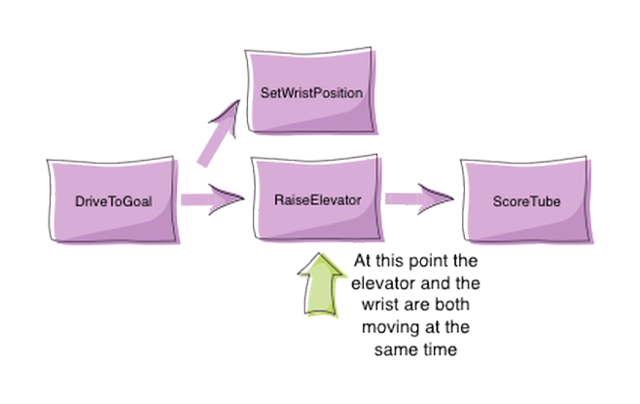 SetWristPosition
DriveToGoal
RaiseElevator
ScoreTube
At this point the
elevator and the
wrist are both
moving at the
same time